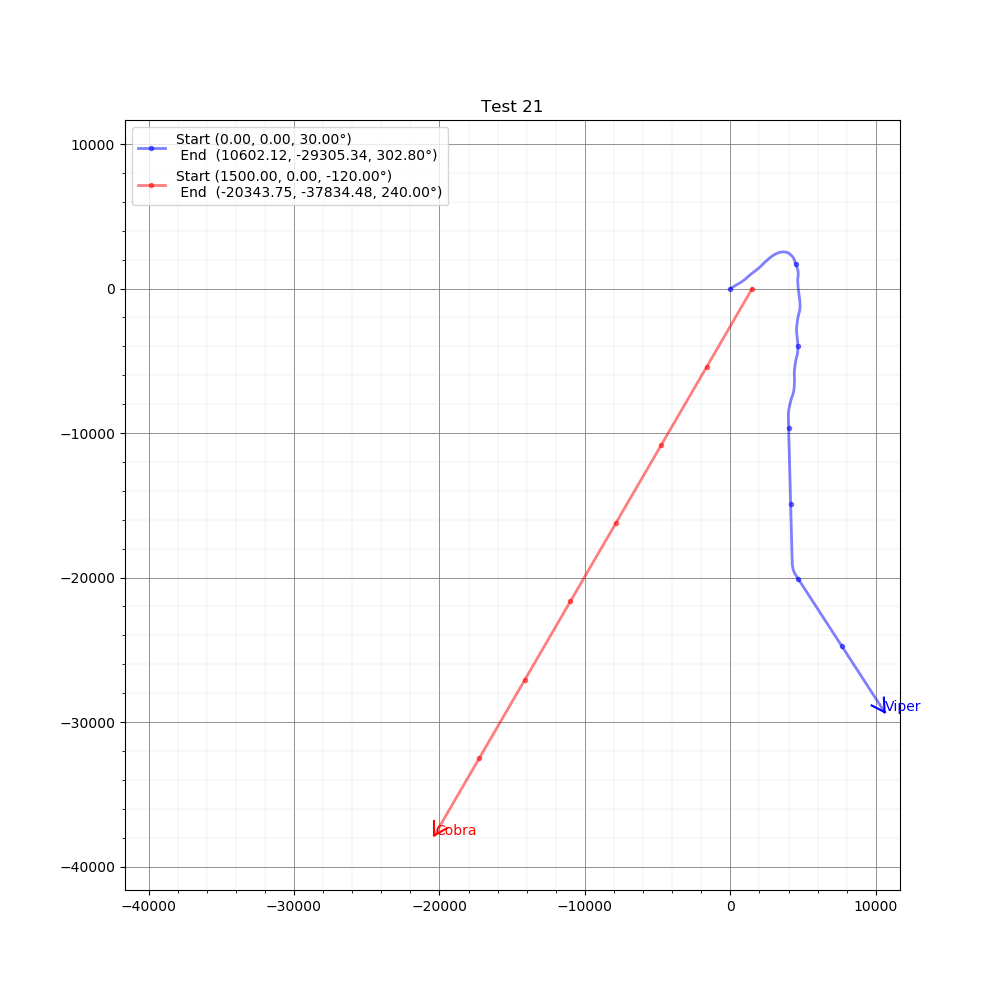 Test 21
Start (0.00, 0.00, 30.00°)
End  (10602.12, -29305.34, 302.80°)
Start (1500.00, 0.00, -120.00°)
End  (-20343.75, -37834.48, 240.00°)
10000
0
−10000
−20000
−30000
−40000
Viper
Cobra
−40000 −30000 −20000 −10000 0 10000